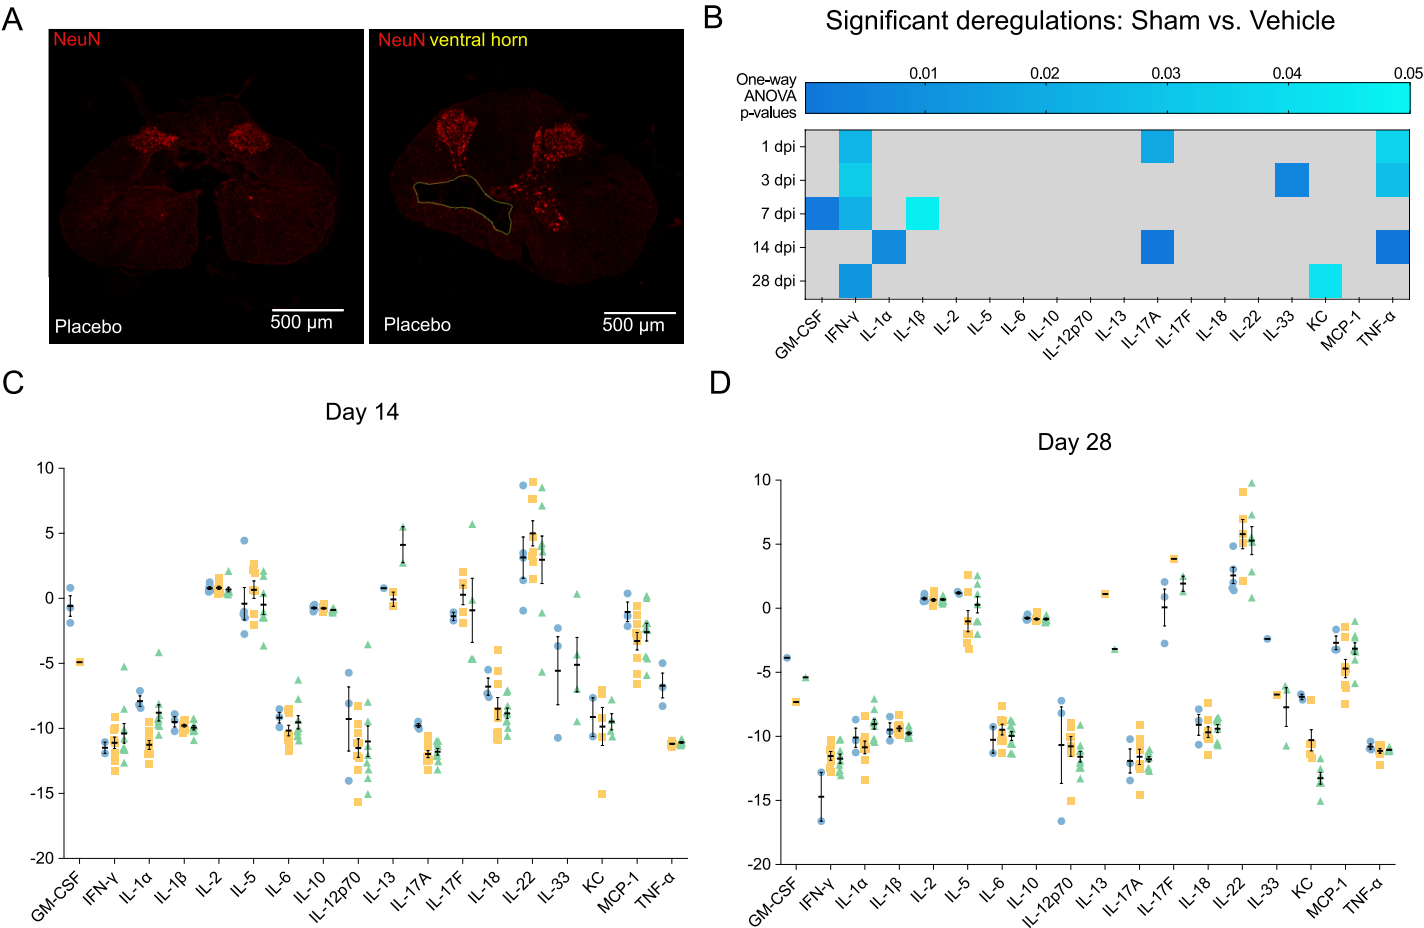 A
NeuN
Placebo
500 µm
NeuN ventral horn
Placebo
500 µm
B
Significant deregulations: Sham vs. Vehicle
One-way
ANOVA
p-values
0.01 0.02 0.03 0.04 0.05
1 dpi
3 dpi
7 dpi
14 dpi
28 dpi
GM-CSF IFN-γ IL-1α IL-1β IL-2 IL-5 IL-6 IL-10 IL-12p70 IL-13 IL-17A IL-17F IL-18 IL-22 IL-33 KC MCP-1 TNF-α
C
Day 14
10
5
0
-5
-10
-15
-20
GM-CSF IFN-γ IL-1α IL-1β IL-2 IL-5 IL-6 IL-10 IL-12p70 IL-13 IL-17A IL-17F IL-18 IL-22 IL-33 KC MCP-1 TNF-α
D
Day 28
10
5
0
-5
-10
-15
-20
GM-CSF IFN-γ IL-1α IL-1β IL-2 IL-5 IL-6 IL-10 IL-12p70 IL-13 IL-17A IL-17F IL-18 IL-22 IL-33 KC MCP-1 TNF-α